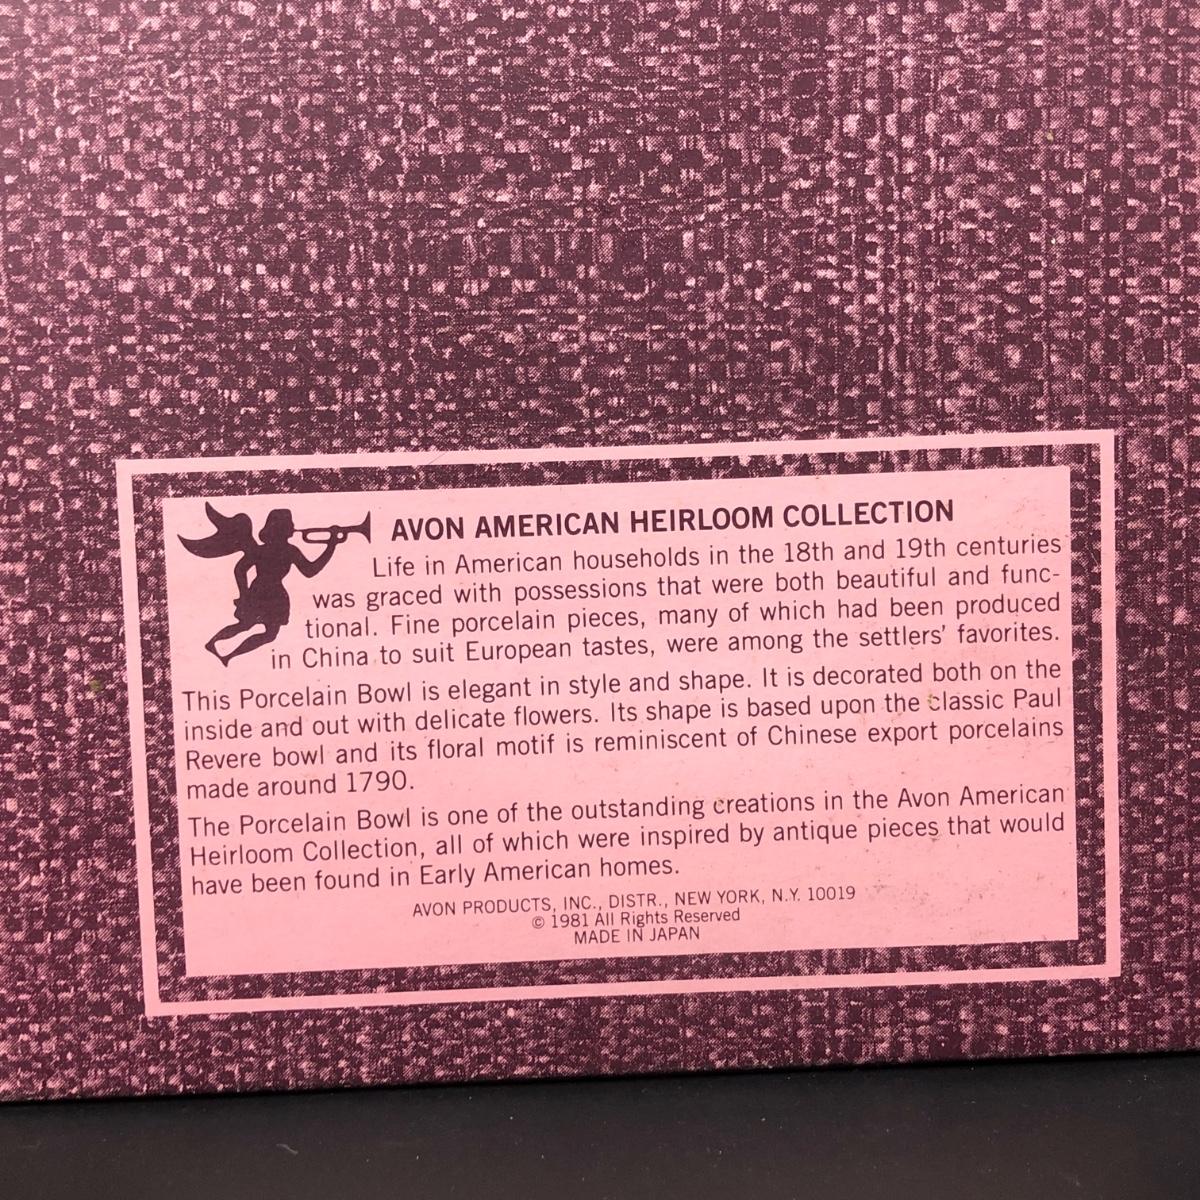 AVON AMERICAN HEIRLOOM COLLECTION
Life in American households in the 18th and 19th centuries
was graced with possessions that were both beautiful and func-
tional. Fine porcelain pieces, many of which had been produced
in China to suit European tastes, were among the settlers' favorites.
This Porcelain Bowl is elegant in style and shape. It is decorated both on the
inside and out with delicate flowers. Its shape is based upon the classic Paul
Revere bowl and its floral motif is reminiscent of Chinese export porcelains
made around 1790.
The Porcelain Bowl is one of the outstanding creations in the Avon American
Heirloom Collection, all of which were inspired by antique pieces that would
have been found in Early American homes.
AVON PRODUCTS, INC., DISTR., NEW YORK, N.Y. 10019
© 1981 All Rights Reserved
MADE IN JAPAN